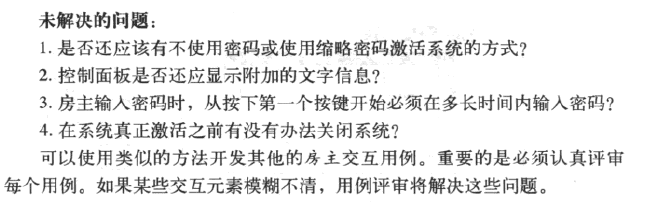 未解决的问题：
1. 是否还应该有不使用密码或使用缩略密码激活系统的方式？
2. 控制面板是否还应显示附加的文字信息？
3. 房主输入密码时，从按下第一个按键开始必须在多长时间内输入密码？
4. 在系统真正激活之前有没有办法关闭系统？
可以使用类似的方法开发其他的房主交互用例。重要的是必须认真评审
每个用例。如果某些交互元素模糊不清，用例评审将解决这些问题。